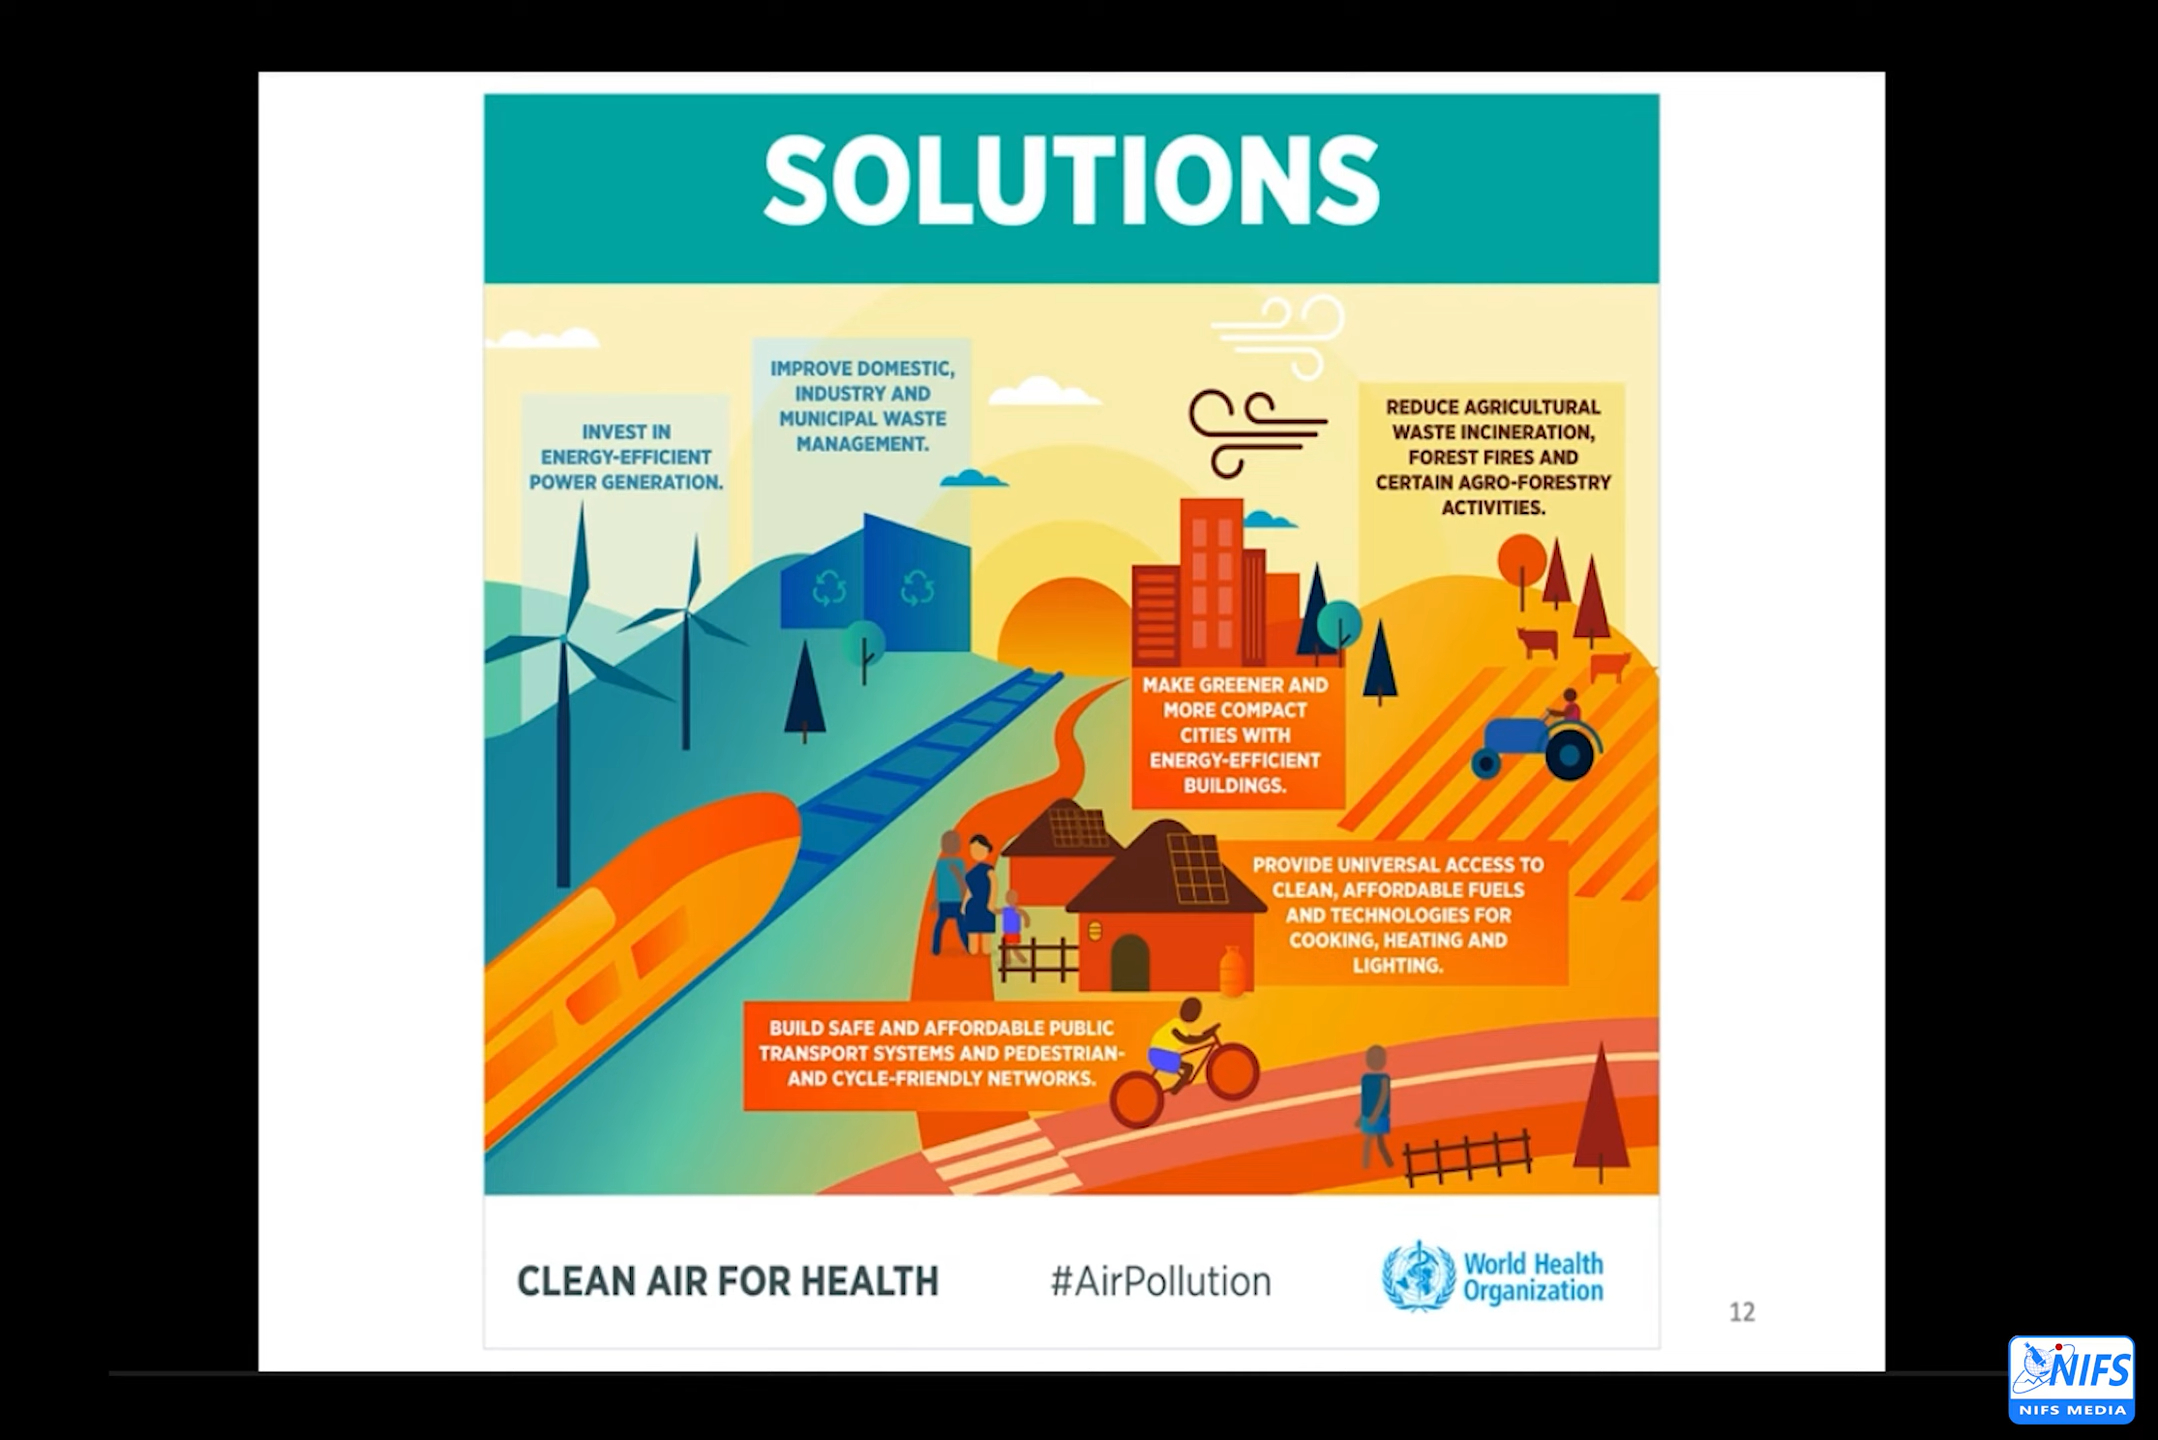 SOLUTIONS
INVEST IN
ENERGY-EFFICIENT
POWER GENERATION.
IMPROVE DOMESTIC,
INDUSTRY AND
MUNICIPAL WASTE
MANAGEMENT.
REDUCE AGRICULTURAL
WASTE INCINERATION,
FOREST FIRES AND
CERTAIN AGRO-FORESTRY
ACTIVITIES.
MAKE GREENER AND
MORE COMPACT
CITIES WITH
ENERGY-EFFICIENT
BUILDINGS.
PROVIDE UNIVERSAL ACCESS TO
CLEAN, AFFORDABLE FUELS
AND TECHNOLOGIES FOR
COOKING, HEATING AND
LIGHTING.
BUILD SAFE AND AFFORDABLE PUBLIC
TRANSPORT SYSTEMS AND PEDESTRIAN-
AND CYCLE-FRIENDLY NETWORKS.
CLEAN AIR FOR HEALTH
#AirPollution
World Health
Organization
12
NIFS
NIFS MEDIA